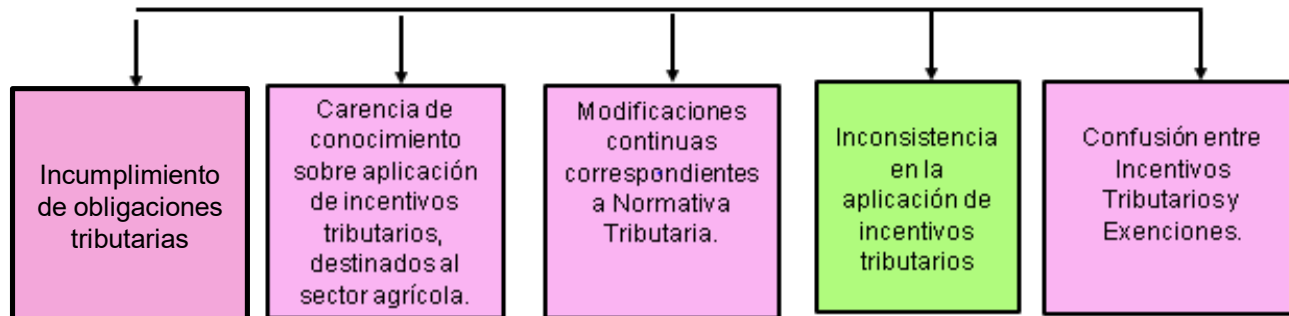 Incumplimiento
de obligaciones
tributarias
Carencia de
conocimiento
sobre aplicación
de incentivos
tributarios,
destinados al
sector agrícola.
Modificaciones
continuas
correspondientes
a Normativa
Tributaria.
Inconsistencia
en la
aplicación de
incentivos
tributarios
Confusión entre
Incentivos
Tributarios y
Exenciones.